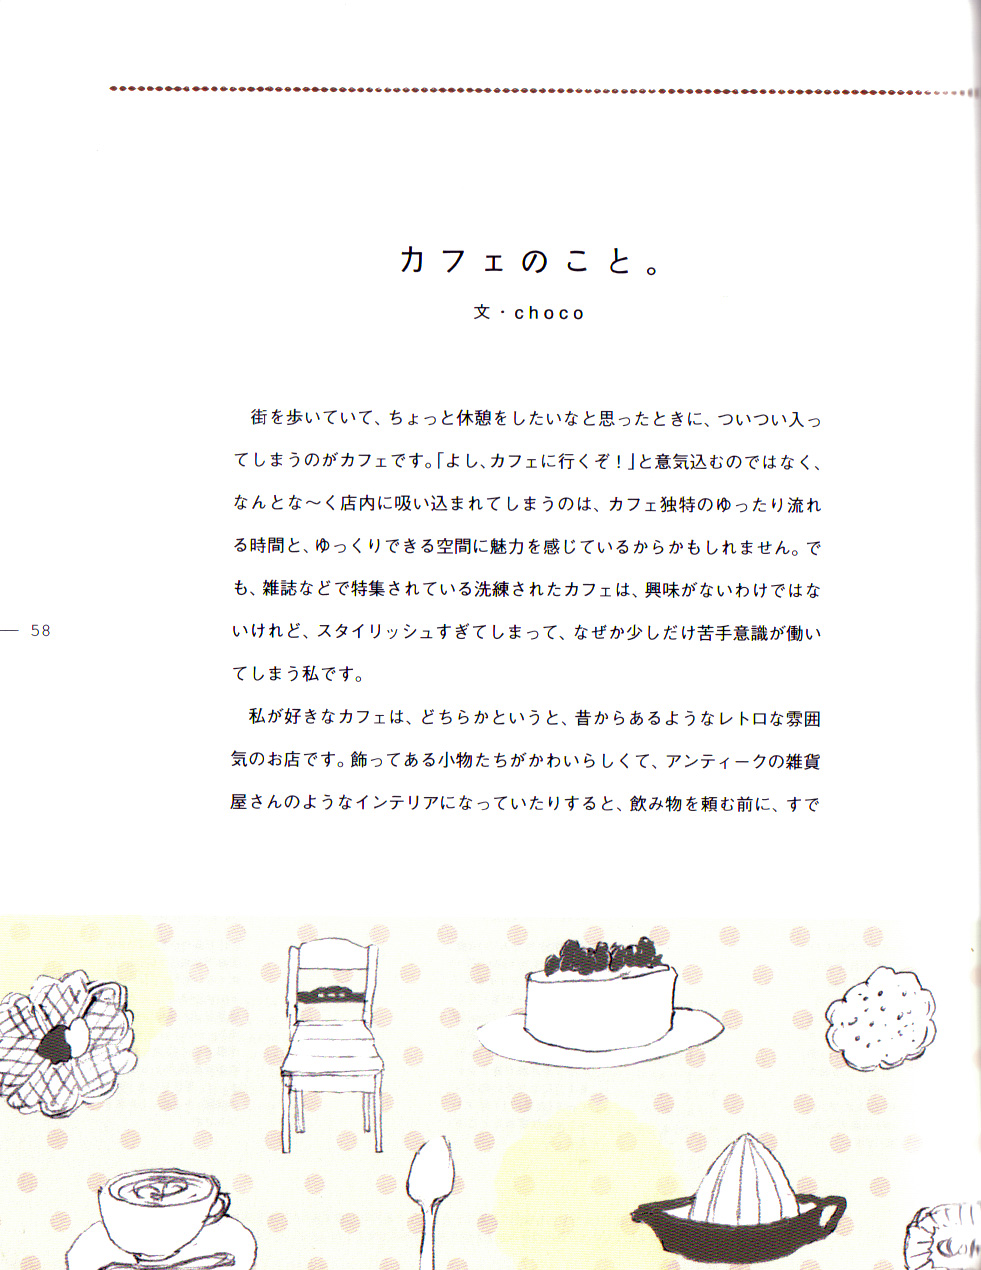 カフェのこと。
文・choco
街を歩いていて、ちょっと休憩をしたいなと思ったときに、ついつい入っ
てしまうのがカフェです。「よし、カフェに行くぞ！」と意気込むのではなく、
なんとな〜く店内に吸い込まれてしまうのは、カフェ独特のゆったり流れ
る時間と、ゆっくりできる空間に魅力を感じているからかもしれません。で
も、雑誌などで特集されている洗練されたカフェは、興味がないわけではな
いけれど、スタイリッシュすぎてしまって、なぜか少しだけ苦手意識が働い
てしまう私です。
58
私が好きなカフェは、どちらかというと、昔からあるようなレトロな雰囲
気のお店です。飾ってある小物たちがかわいらしくて、アンティークの雑貨
屋さんのようなインテリアになっていたりすると、飲み物を頼む前に、すで